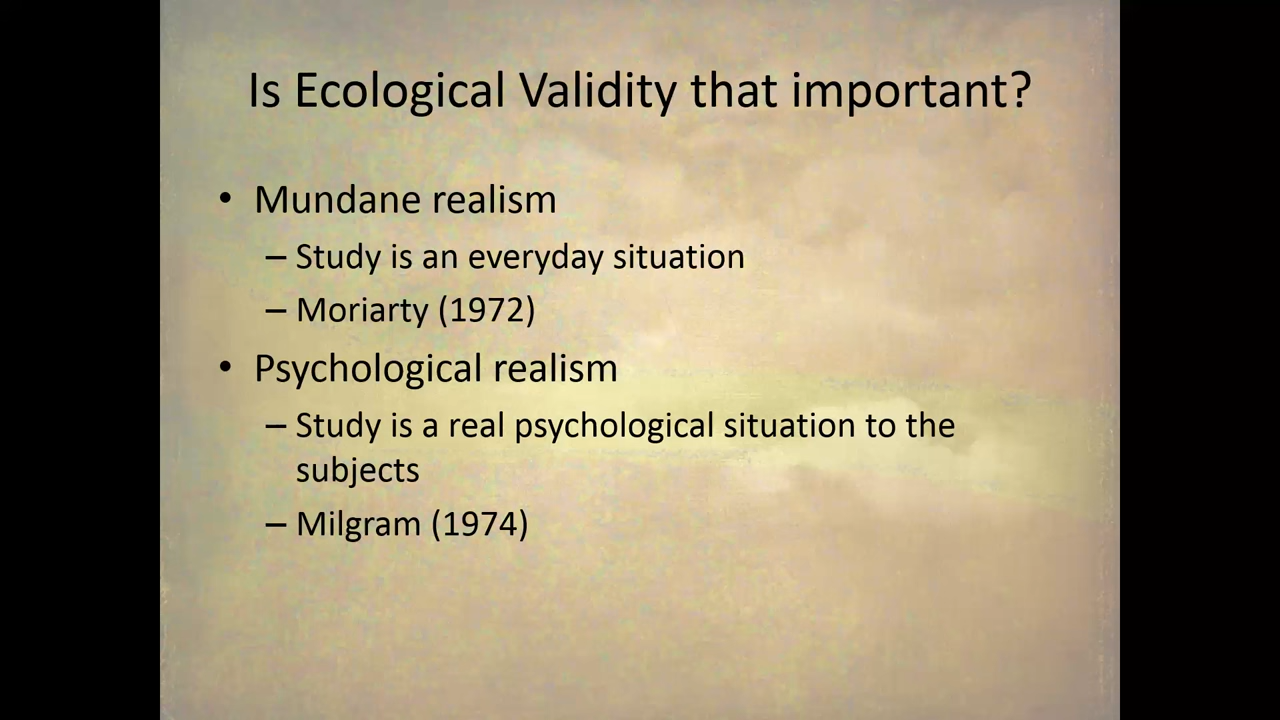 Is Ecological Validity that important?
• Mundane realism
– Study is an everyday situation
– Moriarty (1972)
• Psychological realism
– Study is a real psychological situation to the
subjects
– Milgram (1974)